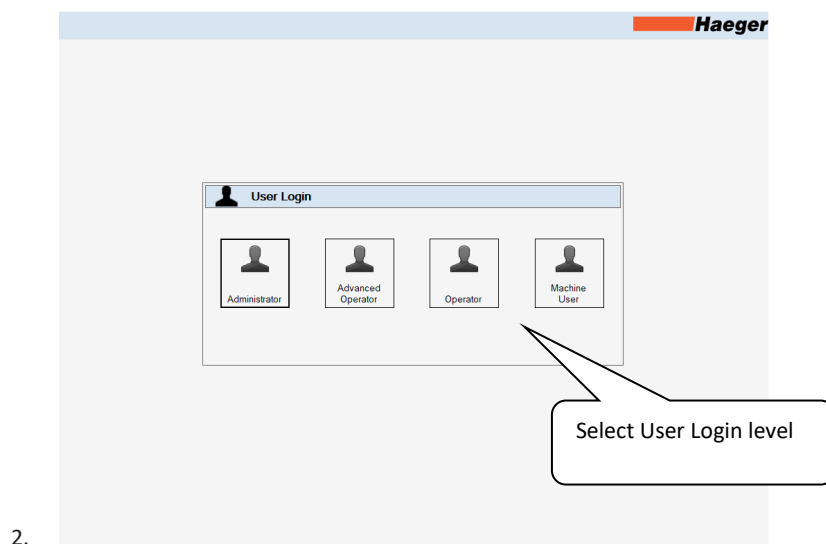 Haeger
User Login
Administrator
Advanced
Operator
Operator
Machine
User
Select User Login level
2.